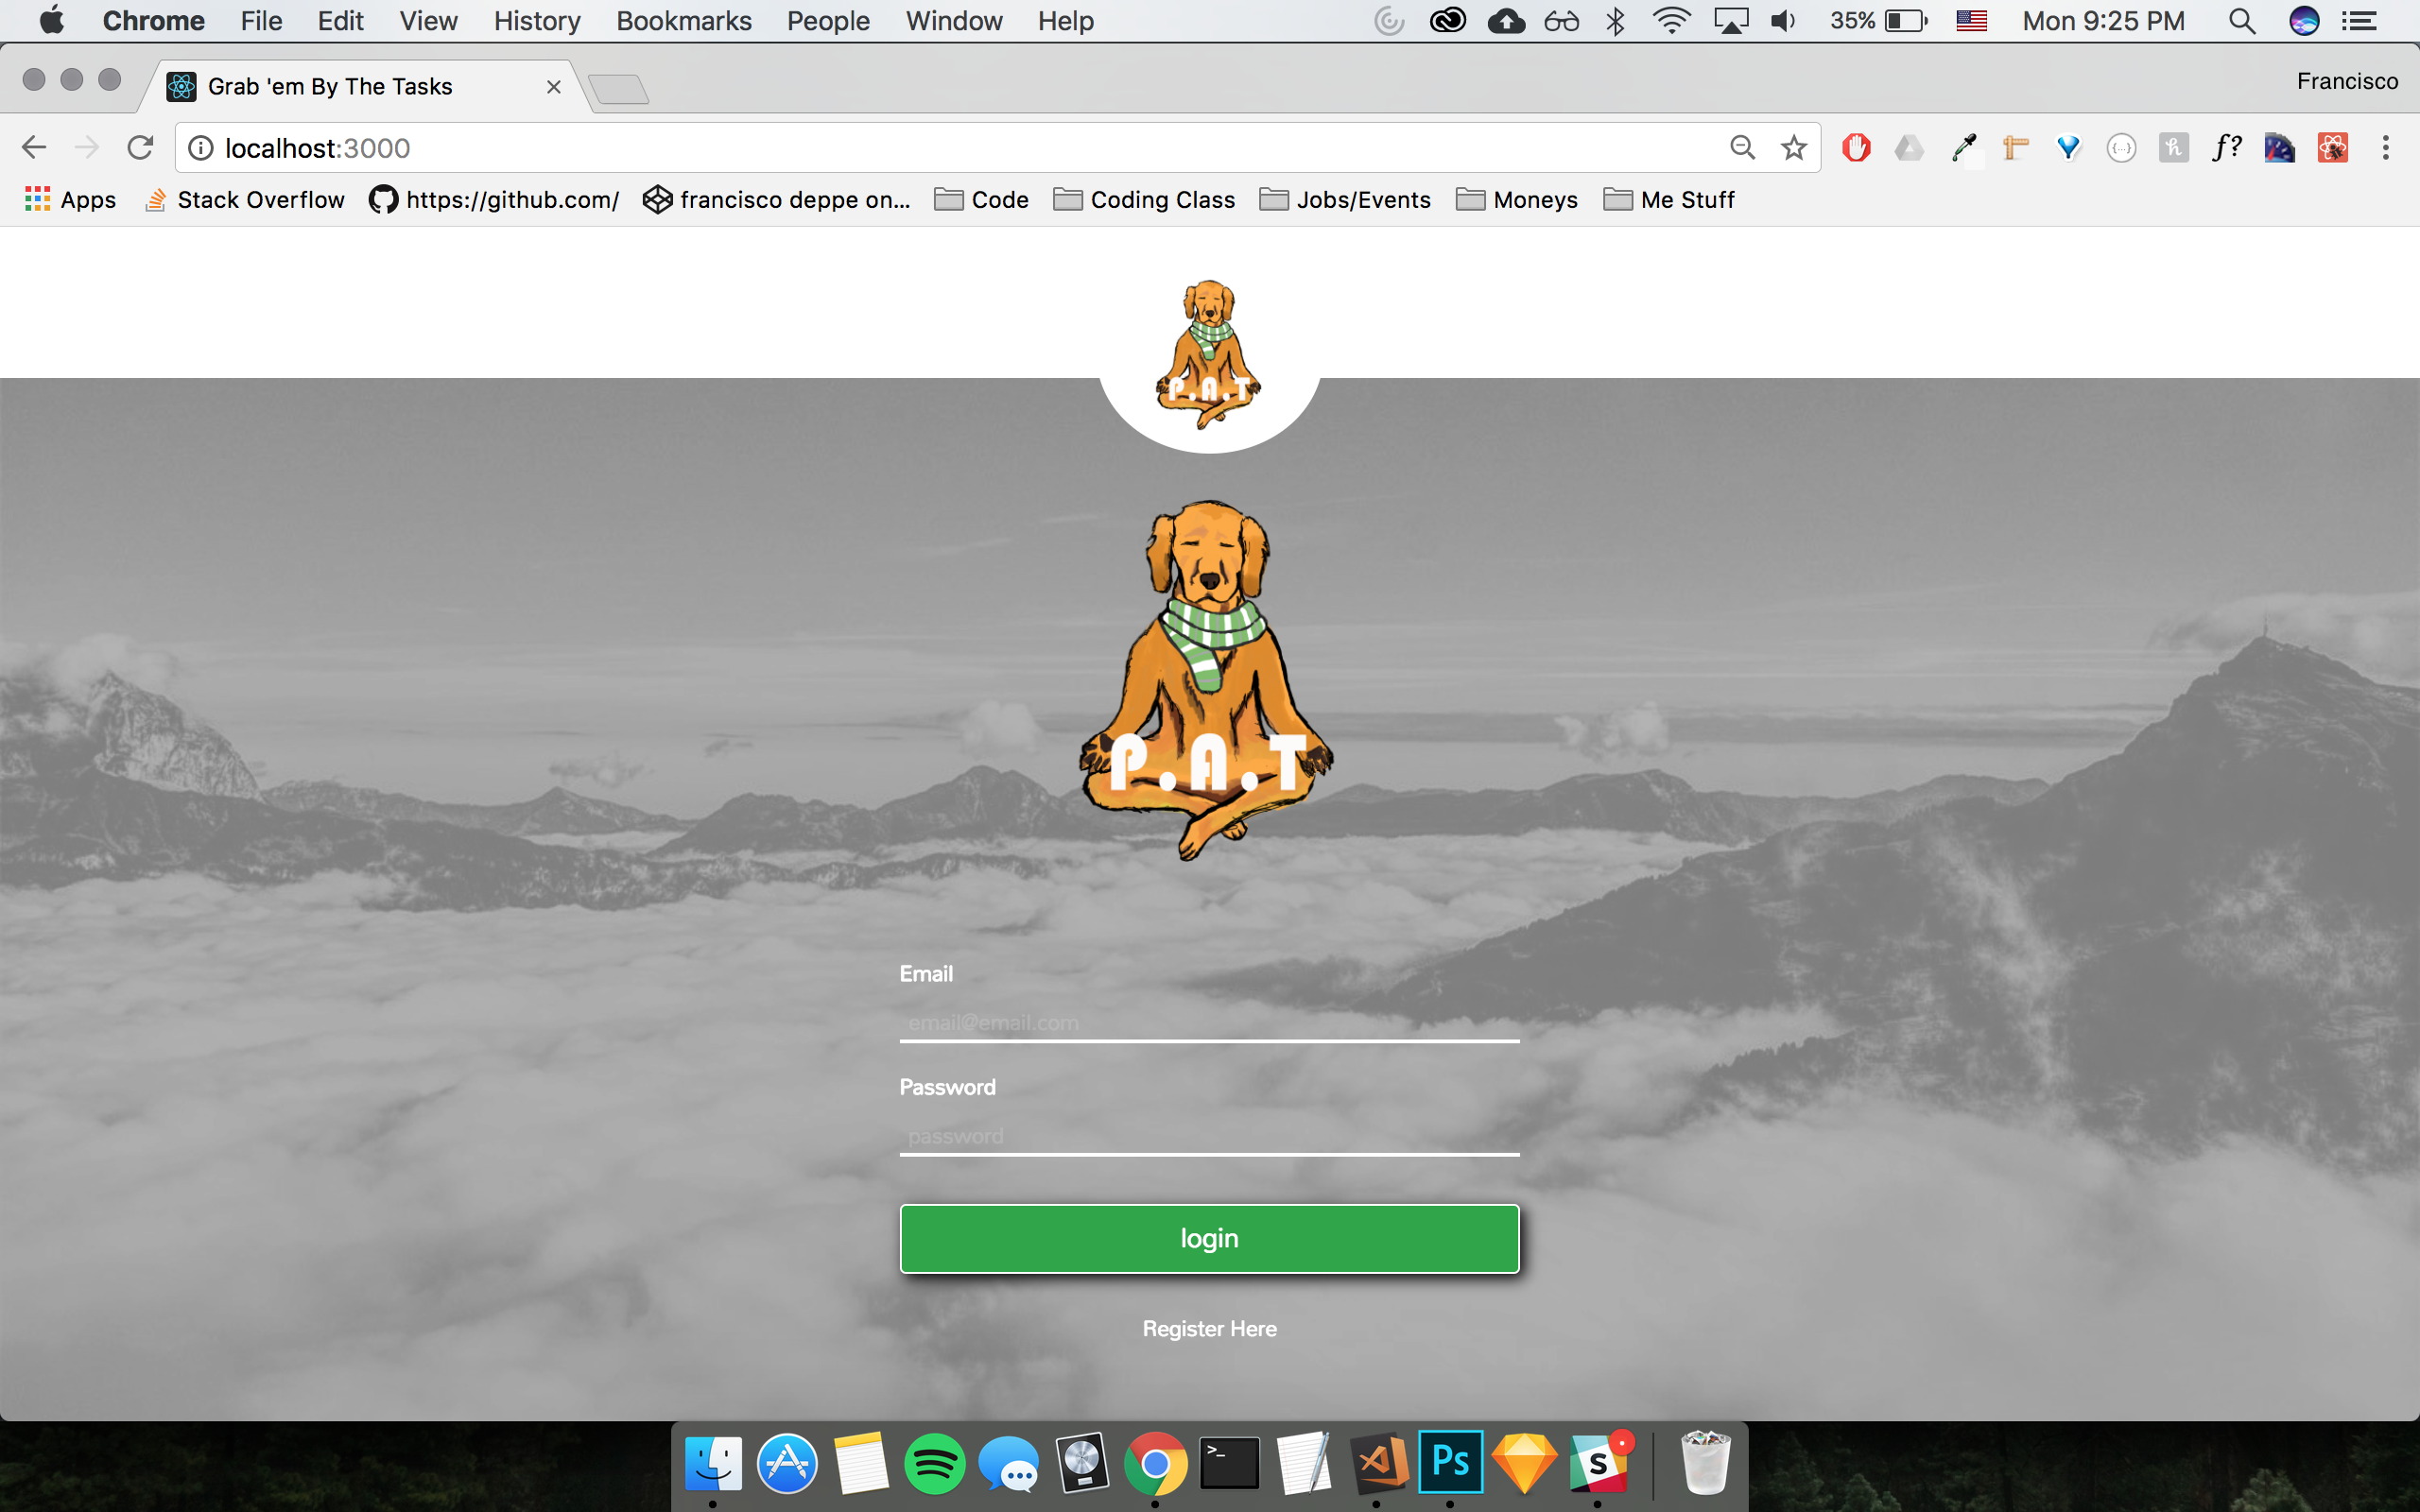 Chrome File Edit View History Bookmarks People Window Help 35% Mon 9:25 PM
Grab 'em By The Tasks Francisco
localhost:3000 {...} h f?
Apps Stack Overflow https://github.com/ francisco deppe on... Code Coding Class Jobs/Events Moneys Me Stuff
P.A.T
P.A.T
Email
email@email.com
Password
password
login
Register Here
>_ Ps S